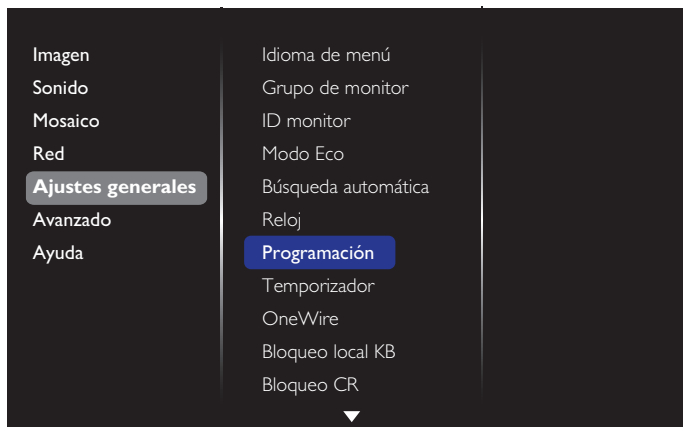 Imagen
Sonido
Mosaico
Red
Ajustes generales
Avanzado
Ayuda
Idioma de menú
Grupo de monitor
ID monitor
Modo Eco
Búsqueda automática
Reloj
Programación
Temporizador
OneWire
Bloqueo local KB
Bloqueo CR